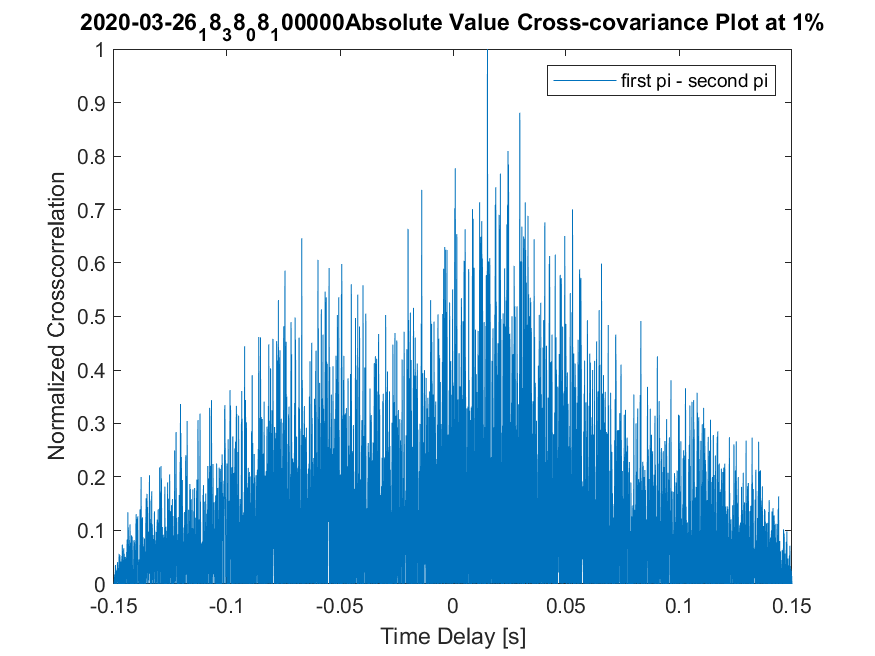 2020-03-26₁8₃8₀8₁00000Absolute Value Cross-covariance Plot at 1%
first pi - second pi
Normalized Crosscorrelation
1
0.9
0.8
0.7
0.6
0.5
0.4
0.3
0.2
0.1
0
-0.15 -0.1 -0.05 0 0.05 0.1 0.15
Time Delay [s]